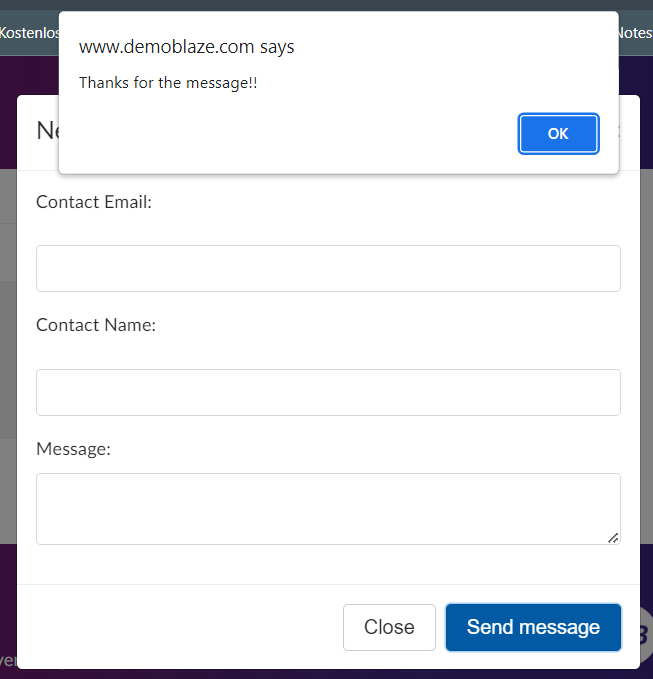 Kostenlos
Notes
www.demoblaze.com says
Thanks for the message!!
OK
Ne
Contact Email:
Contact Name:
Message:
Close
Send message